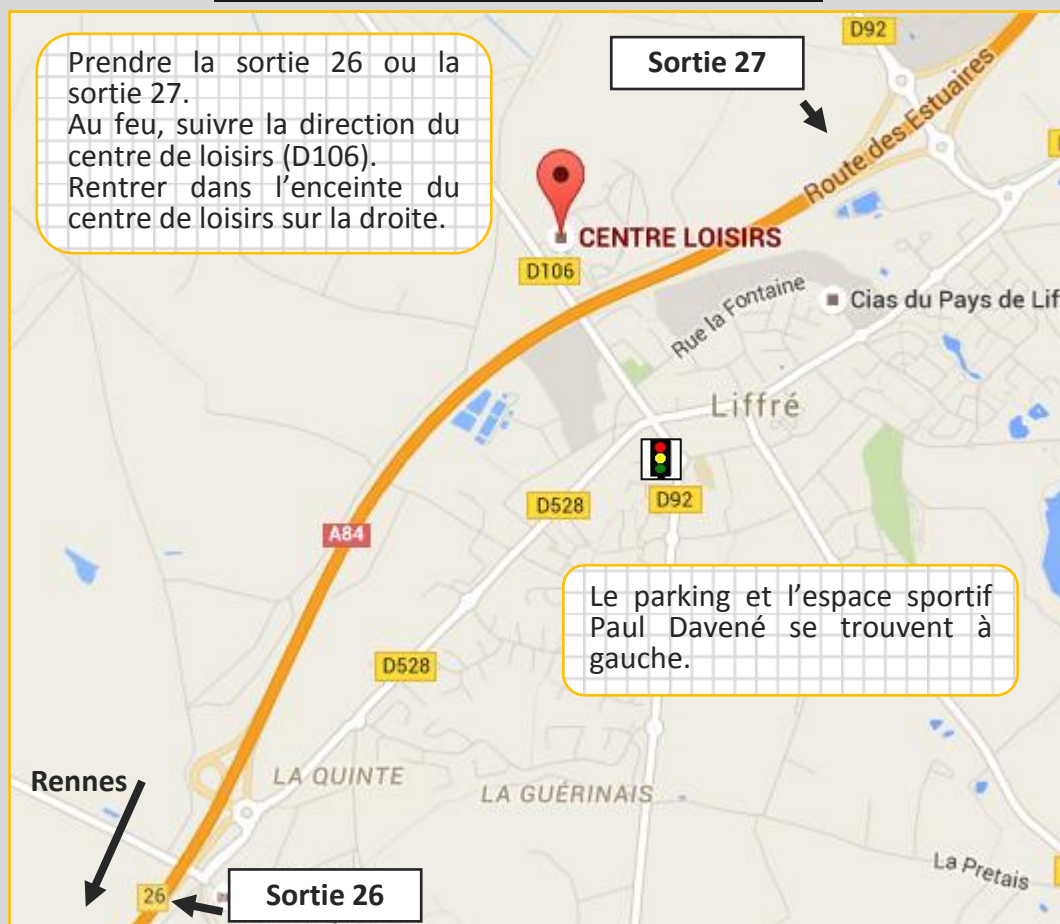 Prendre la sortie 26 ou la
sortie 27.
Au feu, suivre la direction du
centre de loisirs (D106).
Rentrer dans l'enceinte du
centre de loisirs sur la droite.
Sortie 27
D92
Route des Estuaires
CENTRE LOISIRS
D106
Rue la Fontaine
Cias du Pays de Lif
Liffré
D528
D92
A84
Le parking et l'espace sportif
Paul Davené se trouvent à
gauche.
D528
Rennes
LA QUINTE
LA GUÉRINAIS
La Pretais
26
Sortie 26